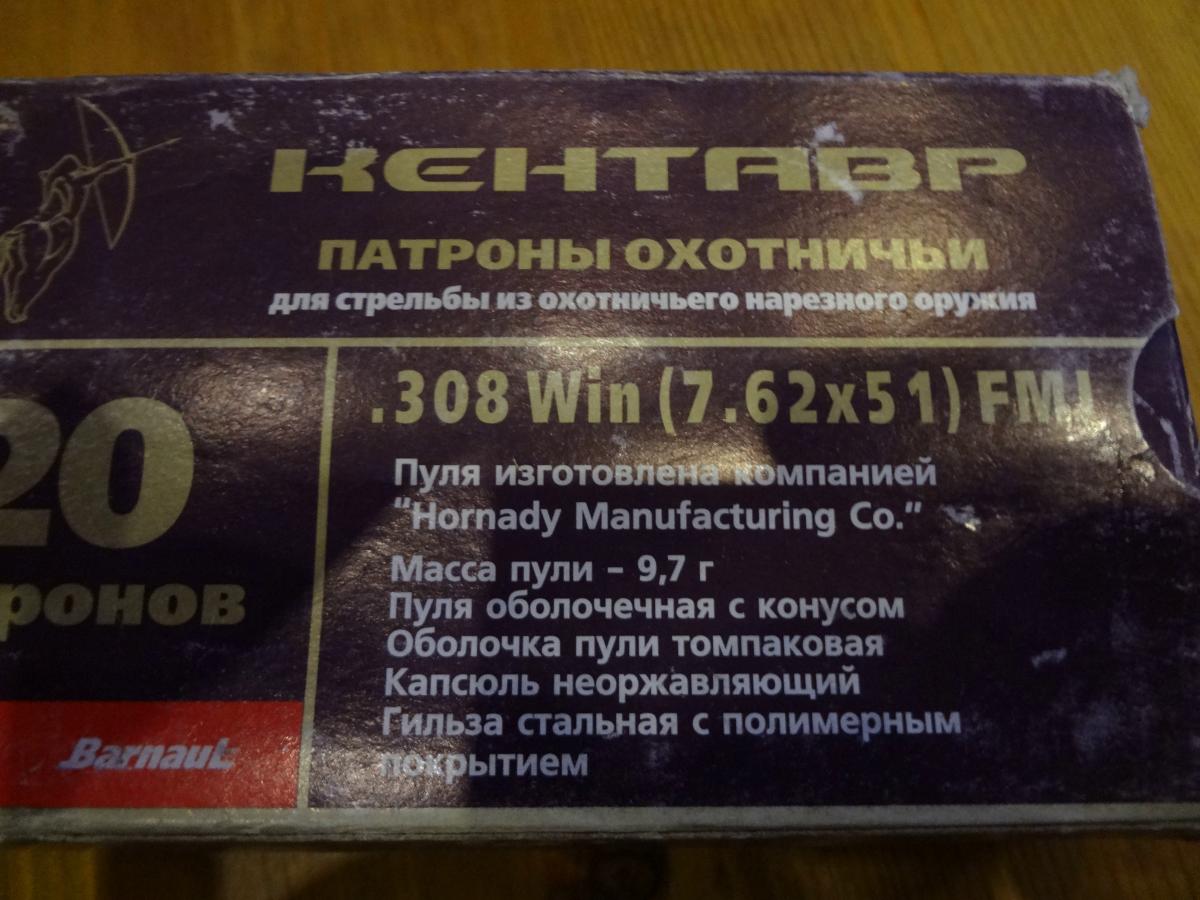 КЕНТАВР
ПАТРОНЫ ОХОТНИЧЬИ
для стрельбы из охотничьего нарезного оружия
20
ронов
Barnaul
.308 Win (7.62x51) FMJ
Пуля изготовлена компанией
“Hornady Manufacturing Co.”
Масса пули – 9,7 г
Пуля оболочечная с конусом
Оболочка пули томпаковая
Капсюль неоржавляющий
Гильза стальная с полимерным
покрытием